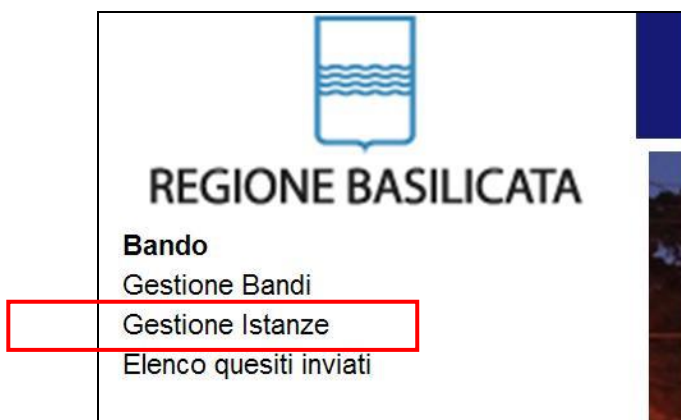 REGIONE BASILICATA
Bando
Gestione Bandi
Gestione Istanze
Elenco quesiti inviati